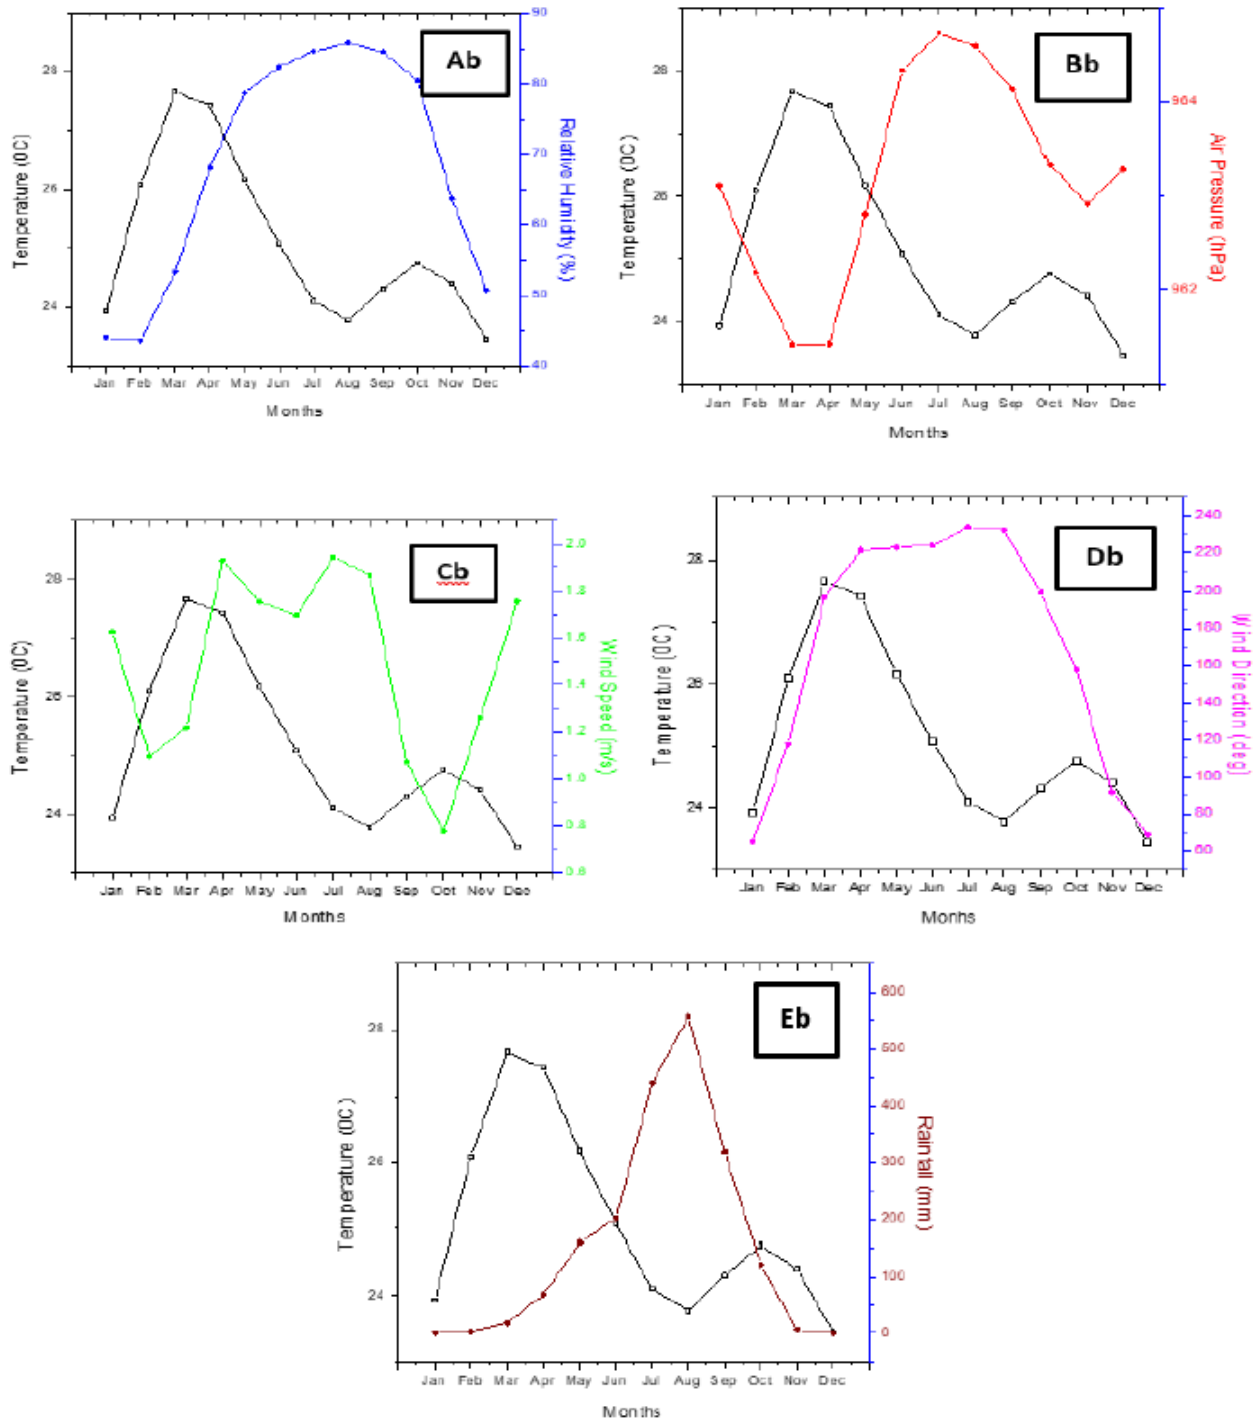 Ab
Temperature (0C)
28
26
24
90
80
70
60
50
40
Relative Humidity (%)
Jan Feb Mar Apr May Jun Jul Aug Sep Oct Nov Dec
Months
Bb
Temperature (0C)
28
26
24
964
962
Air Pressure (hPa)
Jan Feb Mar Apr May Jun Jul Aug Sep Oct Nov Dec
Months
Cb
Temperature (0C)
28
26
24
2.0
1.8
1.6
1.4
1.2
1.0
0.8
0.6
Wind Speed (m/s)
Jan Feb Mar Apr May Jun Jul Aug Sep Oct Nov Dec
Months
Db
Temperature (0C)
28
26
24
240
220
200
180
160
140
120
100
80
60
Wind Direction (deg)
Jan Feb Mar Apr May Jun Jul Aug Sep Oct Nov Dec
Monhs
Eb
Temperature (0C)
28
26
24
600
500
400
300
200
100
0
Rainfall (mm)
Jan Feb Mar Apr May Jun Jul Aug Sep Oct Nov Dec
Months